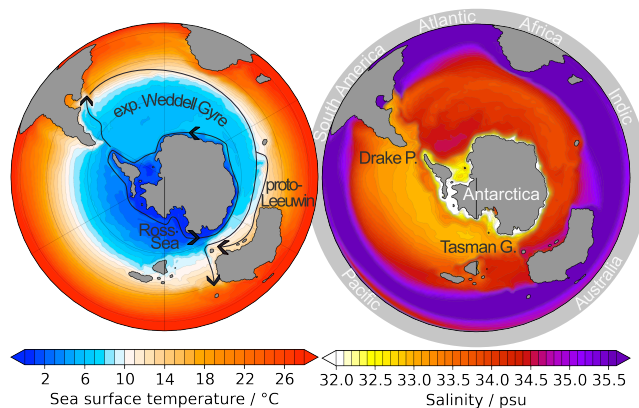 exp. Weddell Gyre
proto-
Leeuwin
Ross-
Sea
2 6 10 14 18 22 26
Sea surface temperature / °C
Atlantic
Africa
South America
Indic
Drake P.
Antarctica
Tasman G.
Pacific
Australia
32.0 32.5 33.0 33.5 34.0 34.5 35.0 35.5
Salinity / psu